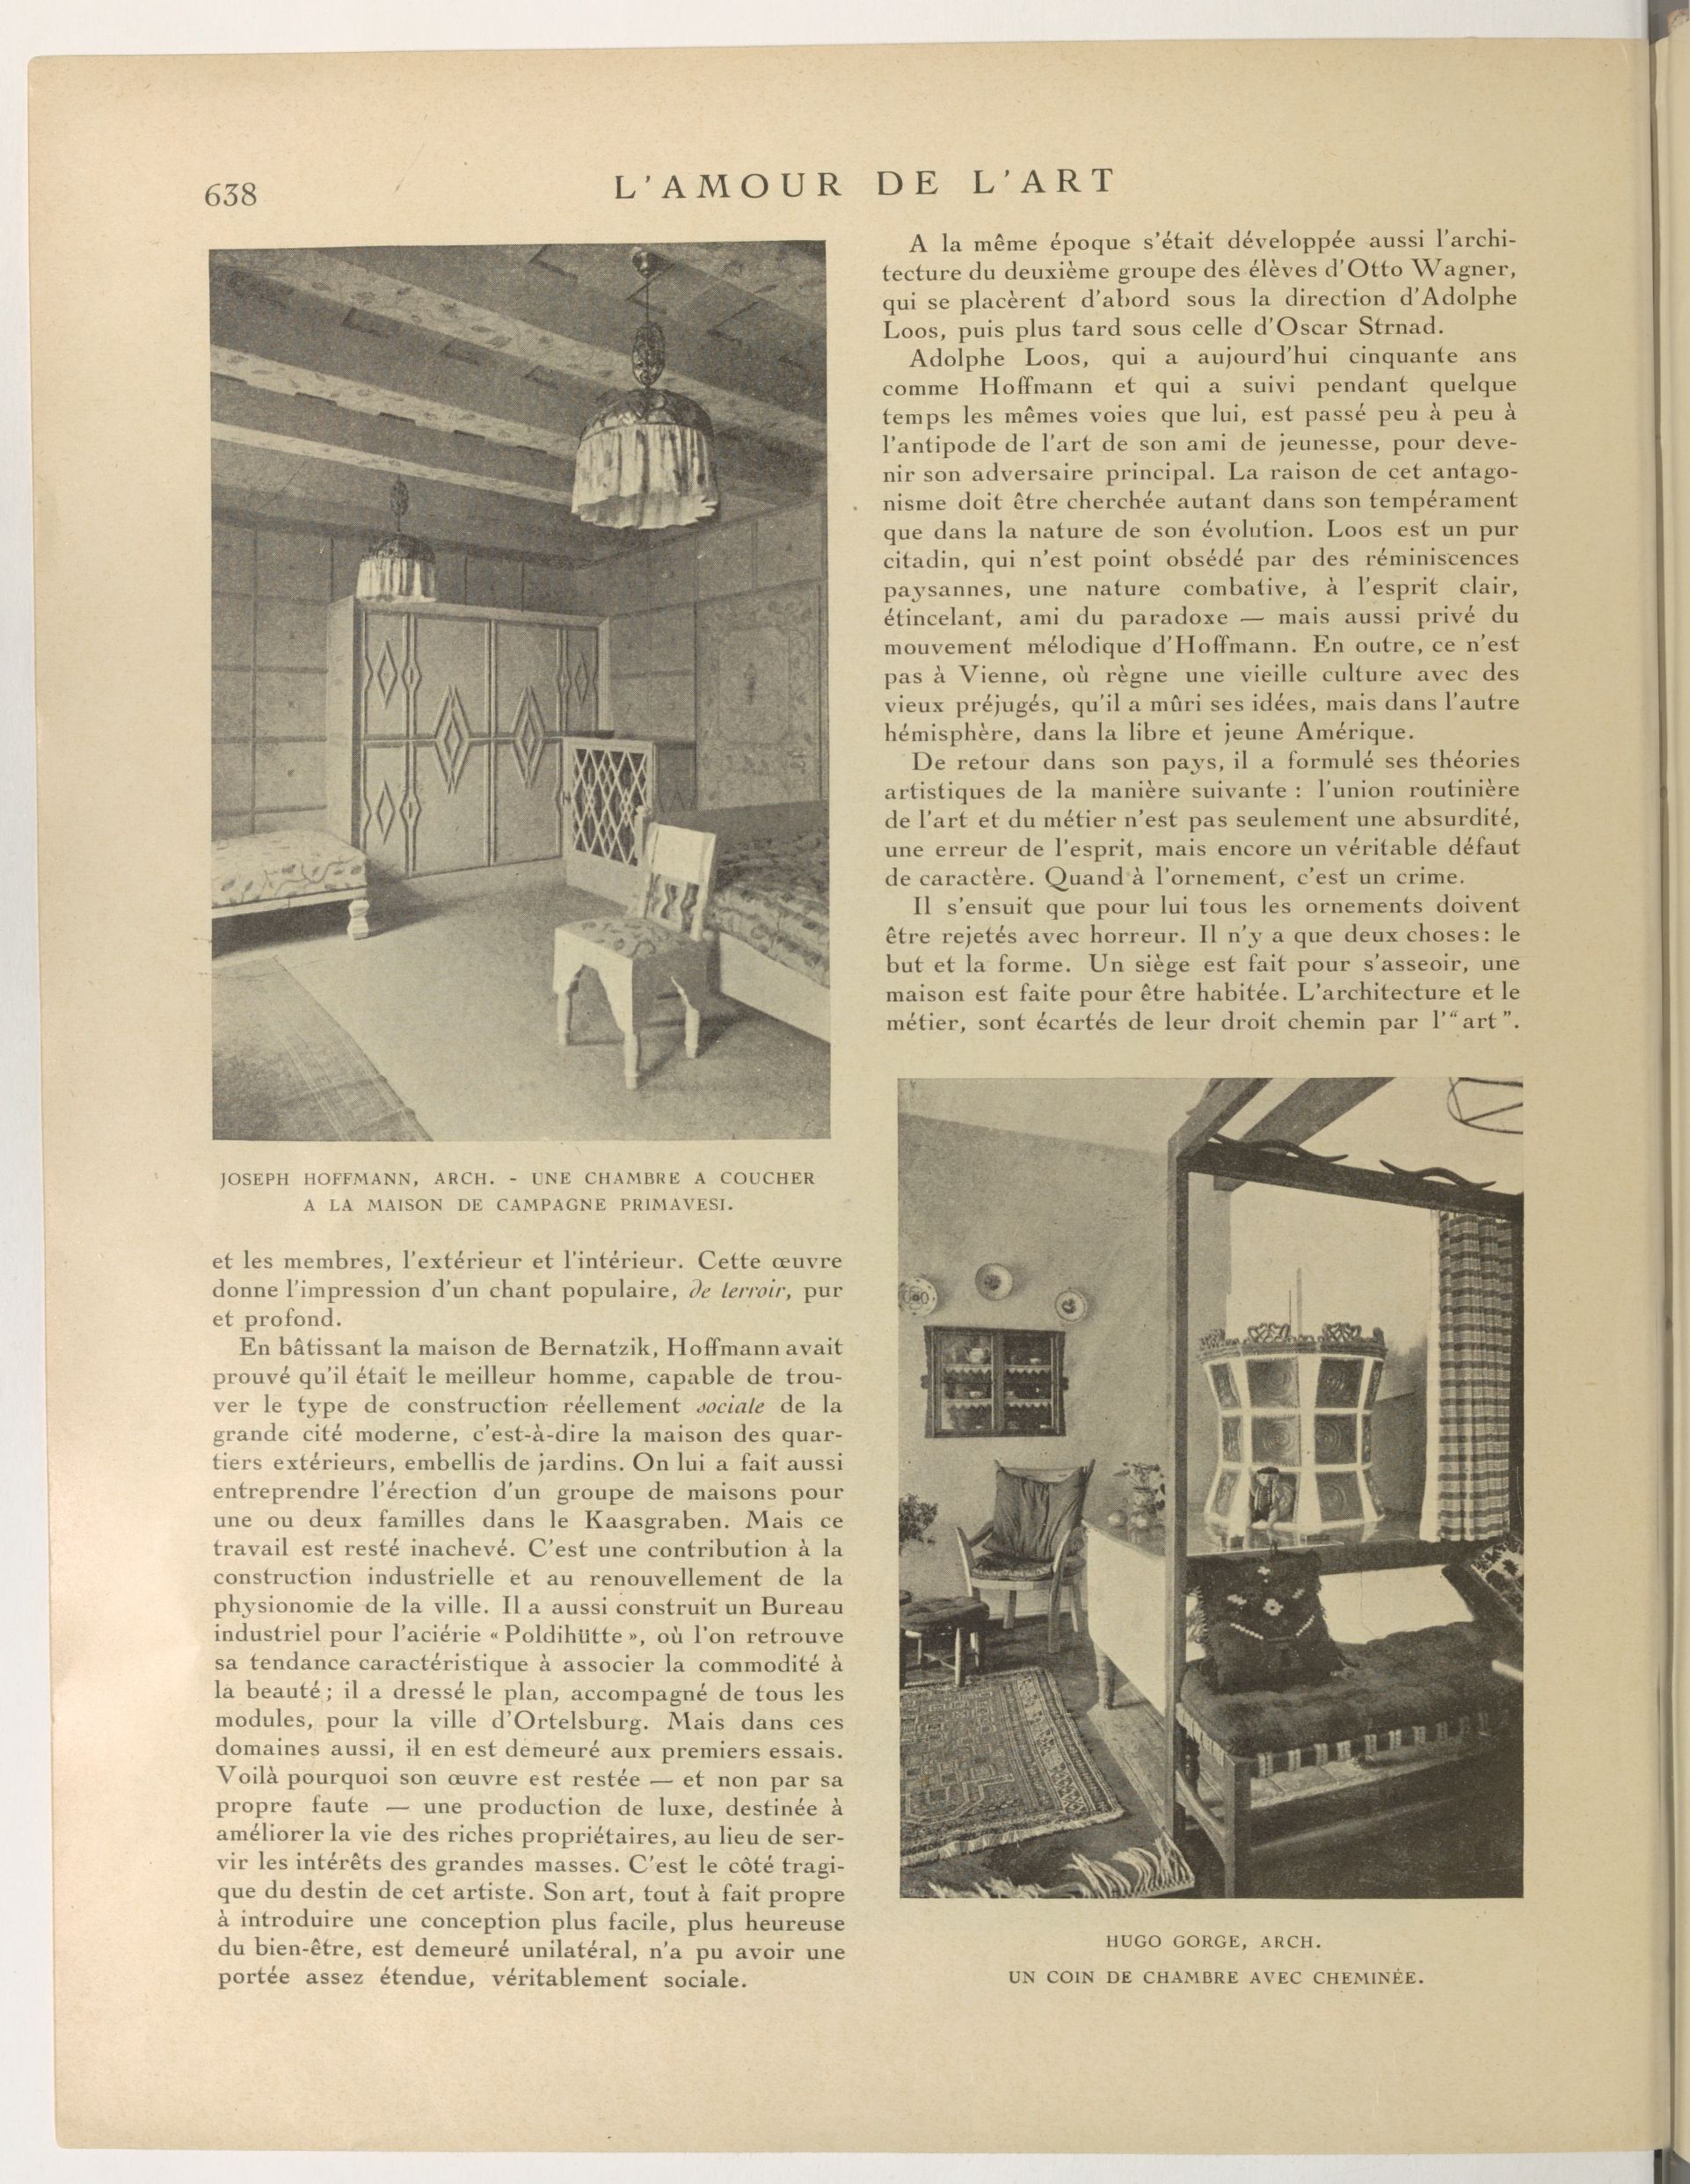 638
L'AMOUR DE L'ART
JOSEPH HOFFMANN, ARCH. - UNE CHAMBRE A COUCHER
A LA MAISON DE CAMPAGNE PRIMAVESI.
et les membres, l'extérieur et l'intérieur. Cette œuvre
donne l'impression d'un chant populaire, de terroir, pur
et profond.
En bâtissant la maison de Bernatzik, Hoffmann avait
prouvé qu'il était le meilleur homme, capable de trou-
ver le type de construction réellement sociale de la
grande cité moderne, c'est-à-dire la maison des quar-
tiers extérieurs, embellis de jardins. On lui a fait aussi
entreprendre l'érection d'un groupe de maisons pour
une ou deux familles dans le Kaasgraben. Mais ce
travail est resté inachevé. C'est une contribution à la
construction industrielle et au renouvellement de la
physionomie de la ville. Il a aussi construit un Bureau
industriel pour l'aciérie « Poldihütte », où l'on retrouve
sa tendance caractéristique à associer la commodité à
la beauté ; il a dressé le plan, accompagné de tous les
modules, pour la ville d'Ortelsburg. Mais dans ces
domaines aussi, il en est demeuré aux premiers essais.
Voilà pourquoi son œuvre est restée — et non par sa
propre faute — une production de luxe, destinée à
améliorer la vie des riches propriétaires, au lieu de ser-
vir les intérêts des grandes masses. C'est le côté tragi-
que du destin de cet artiste. Son art, tout à fait propre
à introduire une conception plus facile, plus heureuse
du bien-être, est demeuré unilatéral, n'a pu avoir une
portée assez étendue, véritablement sociale.
A la même époque s'était développée aussi l'archi-
tecture du deuxième groupe des élèves d'Otto Wagner,
qui se placèrent d'abord sous la direction d'Adolphe
Loos, puis plus tard sous celle d'Oscar Strnad.
Adolphe Loos, qui a aujourd'hui cinquante ans
comme Hoffmann et qui a suivi pendant quelque
temps les mêmes voies que lui, est passé peu à peu à
l'antipode de l'art de son ami de jeunesse, pour deve-
nir son adversaire principal. La raison de cet antago-
nisme doit être cherchée autant dans son tempérament
que dans la nature de son évolution. Loos est un pur
citadin, qui n'est point obsédé par des réminiscences
paysannes, une nature combative, à l'esprit clair,
étincelant, ami du paradoxe — mais aussi privé du
mouvement mélodique d'Hoffmann. En outre, ce n'est
pas à Vienne, où règne une vieille culture avec des
vieux préjugés, qu'il a mûri ses idées, mais dans l'autre
hémisphère, dans la libre et jeune Amérique.
De retour dans son pays, il a formulé ses théories
artistiques de la manière suivante : l'union routinière
de l'art et du métier n'est pas seulement une absurdité,
une erreur de l'esprit, mais encore un véritable défaut
de caractère. Quand à l'ornement, c'est un crime.
Il s'ensuit que pour lui tous les ornements doivent
être rejetés avec horreur. Il n'y a que deux choses : le
but et la forme. Un siège est fait pour s'asseoir, une
maison est faite pour être habitée. L'architecture et le
métier, sont écartés de leur droit chemin par l'“ art ”.
HUGO GORGE, ARCH.
UN COIN DE CHAMBRE AVEC CHEMINÉE.